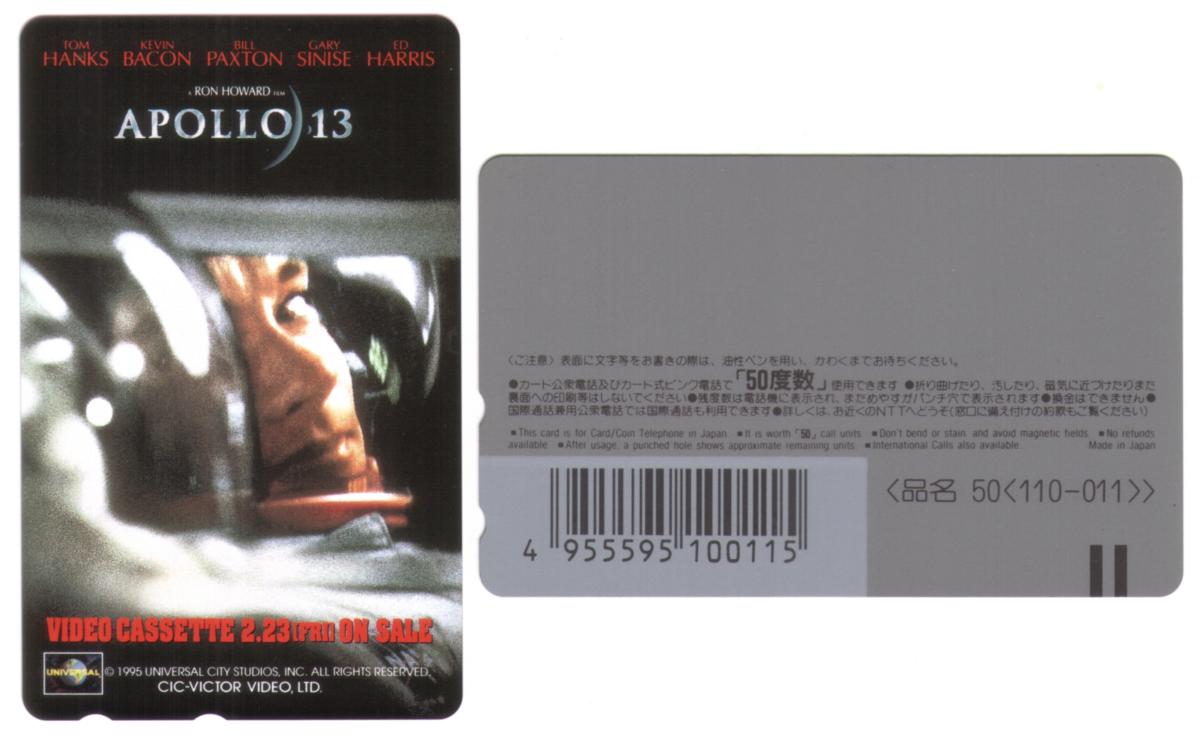 TOM HANKS KEVIN BACON BILL PAXTON GARY SINISE ED HARRIS
A RON HOWARD FILM
APOLLO 13
VIDEO CASSETTE 2.23[FRI] ON SALE
UNIVERSAL
© 1995 UNIVERSAL CITY STUDIOS, INC. ALL RIGHTS RESERVED.
CIC-VICTOR VIDEO, LTD.
〈ご注意〉表面に文字等をお書きの際は、油性ペンを用い、かわくまでお待ちください。
●カード公衆電話及びカード式ピンク電話で「50度数」使用できます ●折り曲げたり、汚したり、磁気に近づけたりまた
裏面への印刷等はしないでください●残度数は電話機に表示され、まためやすがパンチ穴で表示されます●換金はできません●
国際通話兼用公衆電話では国際通話も利用できます●詳しくは、お近くのNTTへどうぞ(窓口に備え付けの約款もご覧ください)
■This card is for Card/Coin Telephone in Japan. ■It is worth「50」call units. ■Don't bend or stain and avoid magnetic fields. ■No refunds
available. ■After usage, a punched hole shows approximate remaining units. ■International Calls also available. Made in Japan
〈品名 50〈110-011〉〉
4 955595 100115